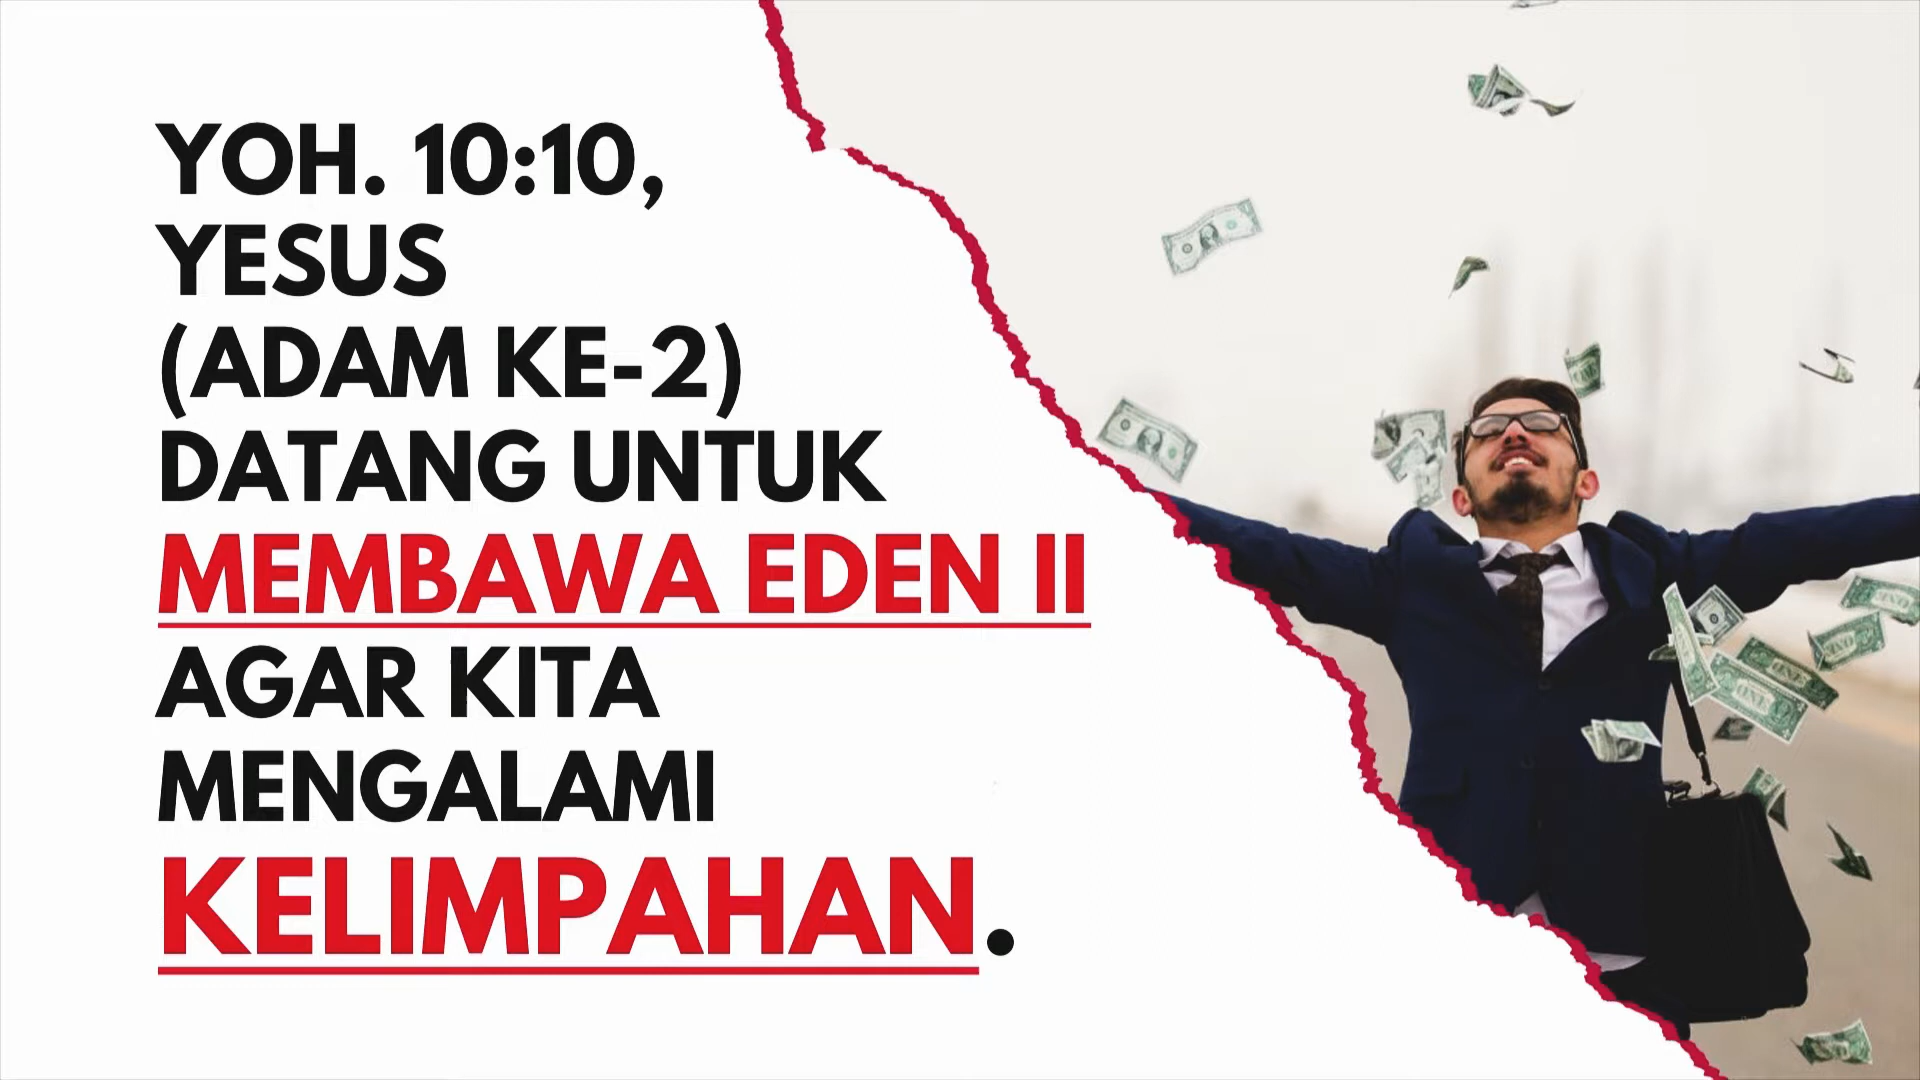 YOH. 10:10,
YESUS
(ADAM KE-2)
DATANG UNTUK
MEMBAWA EDEN II
AGAR KITA
MENGALAMI
KELIMPAHAN.